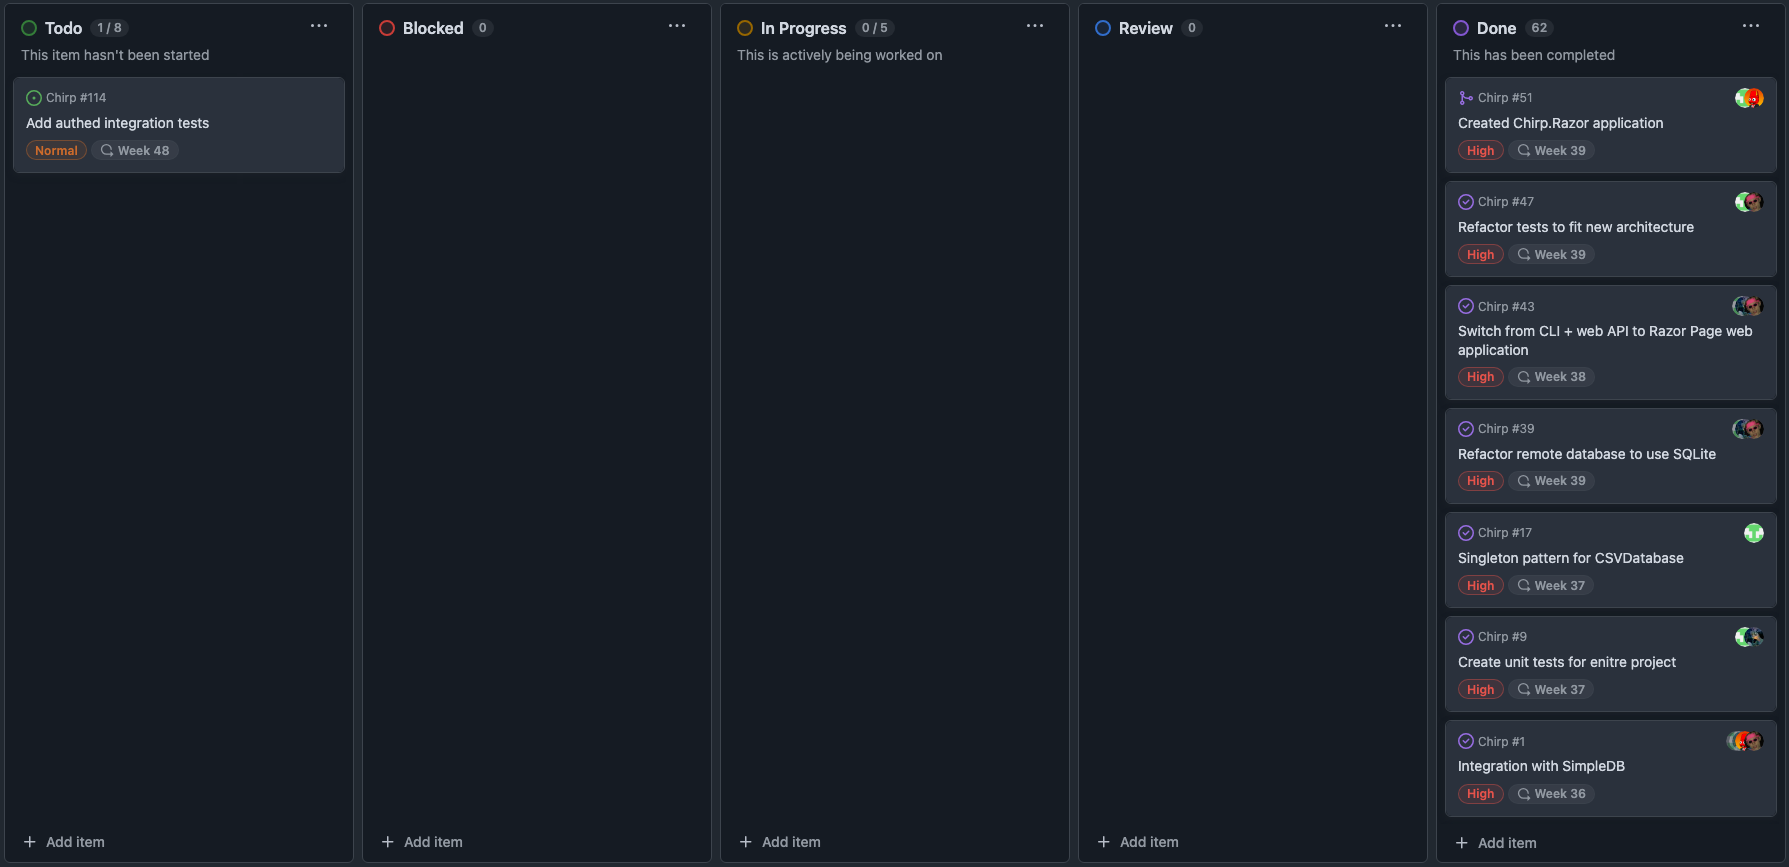 Todo 1 / 8
This item hasn't been started
Chirp #114
Add authed integration tests
Normal Week 48
Add item
Blocked 0
Add item
In Progress 0 / 5
This is actively being worked on
Add item
Review 0
Add item
Done 62
This has been completed
Chirp #51
Created Chirp.Razor application
High Week 39
Chirp #47
Refactor tests to fit new architecture
High Week 39
Chirp #43
Switch from CLI + web API to Razor Page web
application
High Week 38
Chirp #39
Refactor remote database to use SQLite
High Week 39
Chirp #17
Singleton pattern for CSVDatabase
High Week 37
Chirp #9
Create unit tests for enitre project
High Week 37
Chirp #1
Integration with SimpleDB
High Week 36
Add item